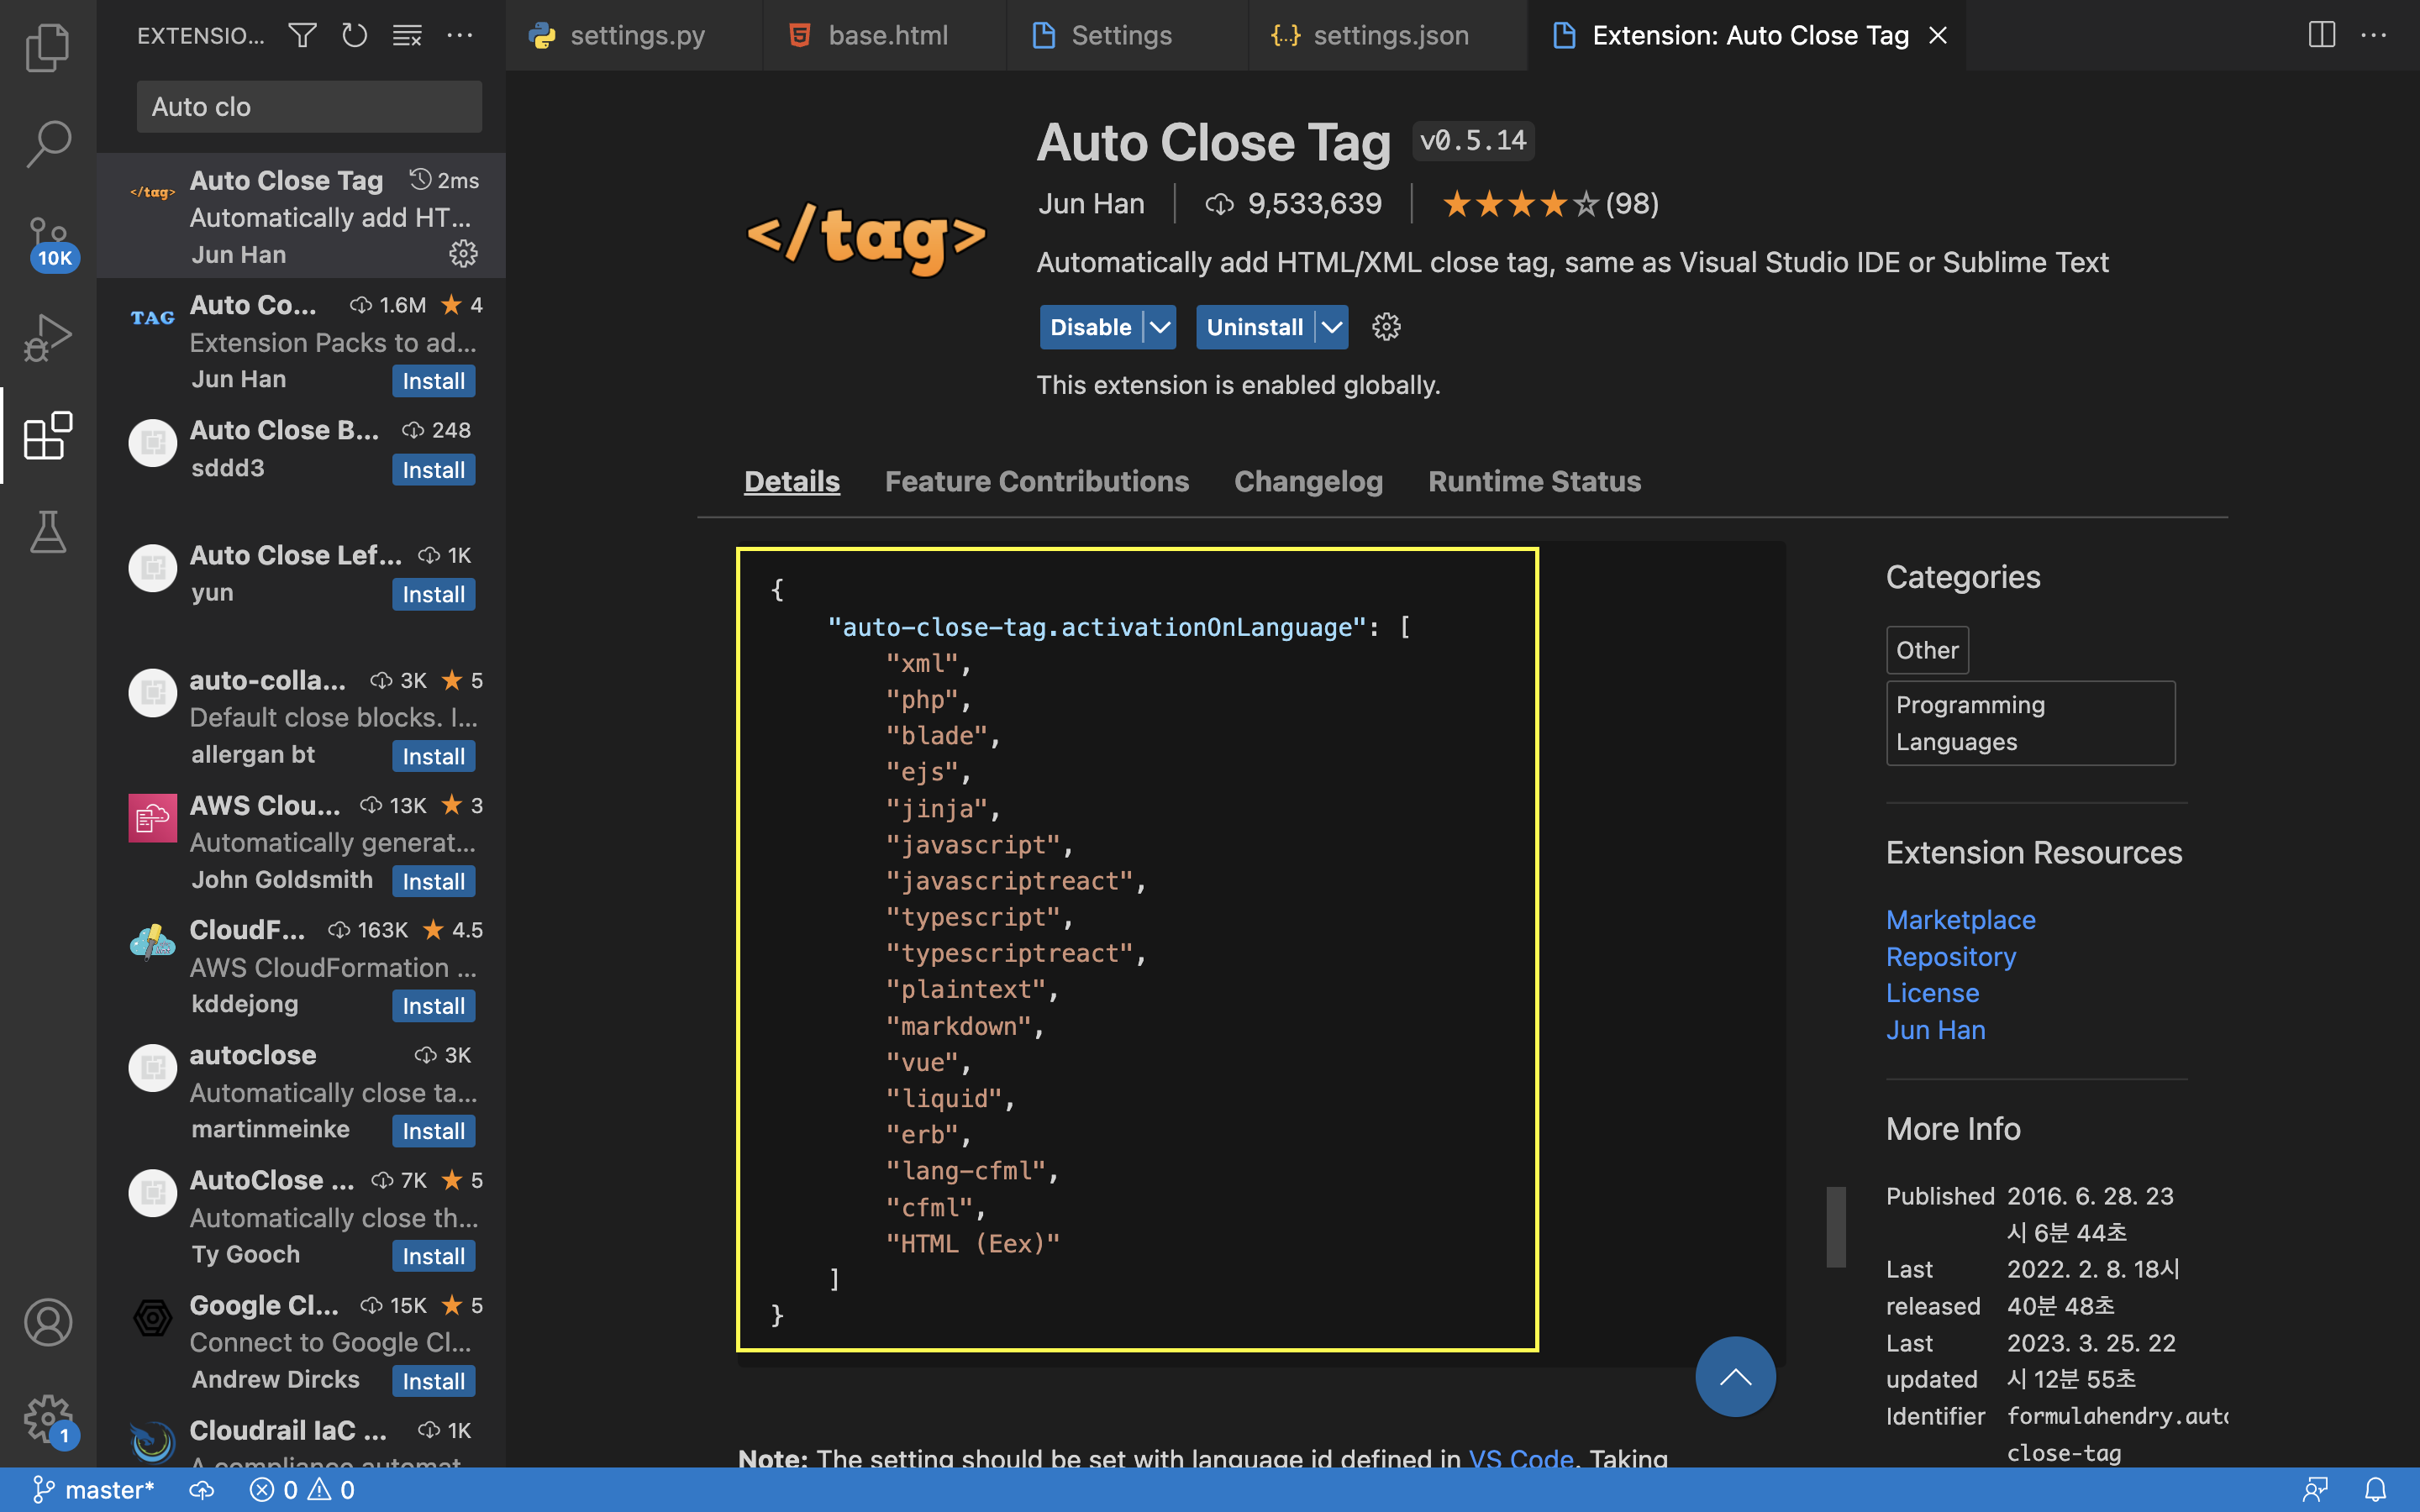 EXTENSIO...
settings.py
base.html
Settings
{..} settings.json
Extension: Auto Close Tag
Auto clo
</tag>
Auto Close Tag 2ms
Automatically add HT...
Jun Han
10K
TAG
Auto Co... 1.6M ★ 4
Extension Packs to ad...
Jun Han Install
Auto Close B... 248
sddd3 Install
Auto Close Lef... 1K
yun Install
auto-colla... 3K ★ 5
Default close blocks. I...
allergan bt Install
AWS Clou... 13K ★ 3
Automatically generat...
John Goldsmith Install
CloudF... 163K ★ 4.5
AWS CloudFormation ...
kddejong Install
autoclose 3K
Automatically close ta...
martinmeinke Install
AutoClose ... 7K ★ 5
Automatically close th...
Ty Gooch Install
Google Cl... 15K ★ 5
Connect to Google Cl...
Andrew Dircks Install
Cloudrail IaC ... 1K
A compliance automat
1
</tag>
Auto Close Tag v0.5.14
Jun Han | 9,533,639 | ★★★★☆ (98)
Automatically add HTML/XML close tag, same as Visual Studio IDE or Sublime Text
Disable Uninstall
This extension is enabled globally.
Details Feature Contributions Changelog Runtime Status
{
"auto-close-tag.activationOnLanguage": [
"xml",
"php",
"blade",
"ejs",
"jinja",
"javascript",
"javascriptreact",
"typescript",
"typescriptreact",
"plaintext",
"markdown",
"vue",
"liquid",
"erb",
"lang-cfml",
"cfml",
"HTML (Eex)"
]
}
Note: The setting should be set with language id defined in VS Code. Taking
Categories
Other
Programming
Languages
Extension Resources
Marketplace
Repository
License
Jun Han
More Info
Published 2016. 6. 28. 23
시 6분 44초
Last 2022. 2. 8. 18시
released 40분 48초
Last 2023. 3. 25. 22
updated 시 12분 55초
Identifier formulahendry.auto
close-tag
master* 0 0